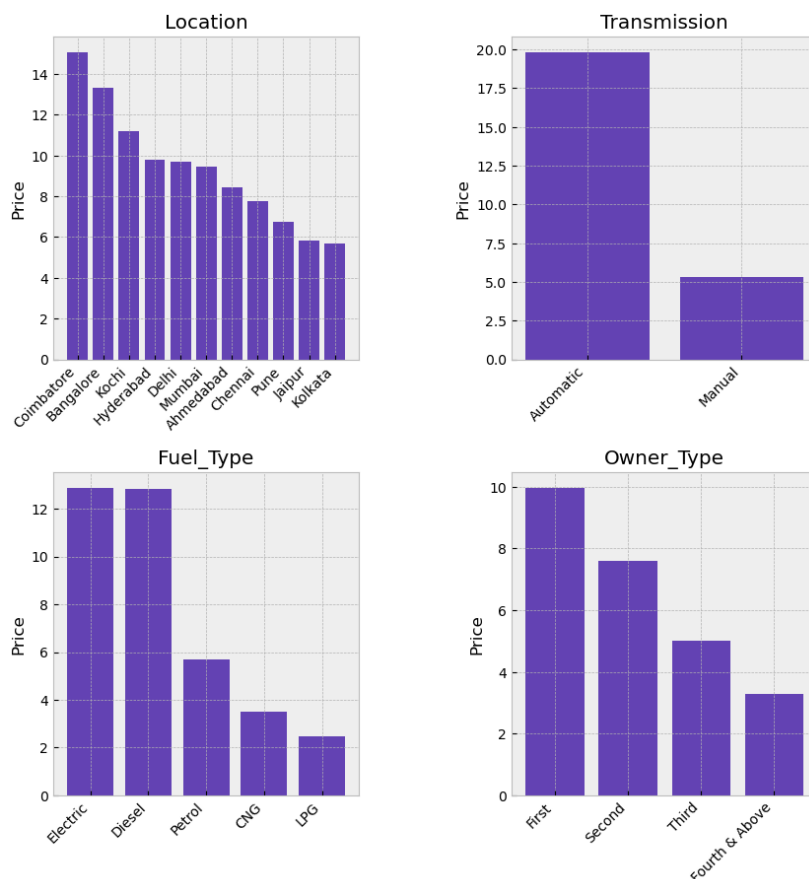 Location
Price
14
12
10
8
6
4
2
0
Coimbatore
Bangalore
Kochi
Hyderabad
Delhi
Mumbai
Ahmedabad
Chennai
Pune
Jaipur
Kolkata
Transmission
Price
20.0
17.5
15.0
12.5
10.0
7.5
5.0
2.5
0.0
Automatic
Manual
Fuel_Type
Price
12
10
8
6
4
2
0
Electric
Diesel
Petrol
CNG
LPG
Owner_Type
Price
10
8
6
4
2
0
First
Second
Third
Fourth & Above